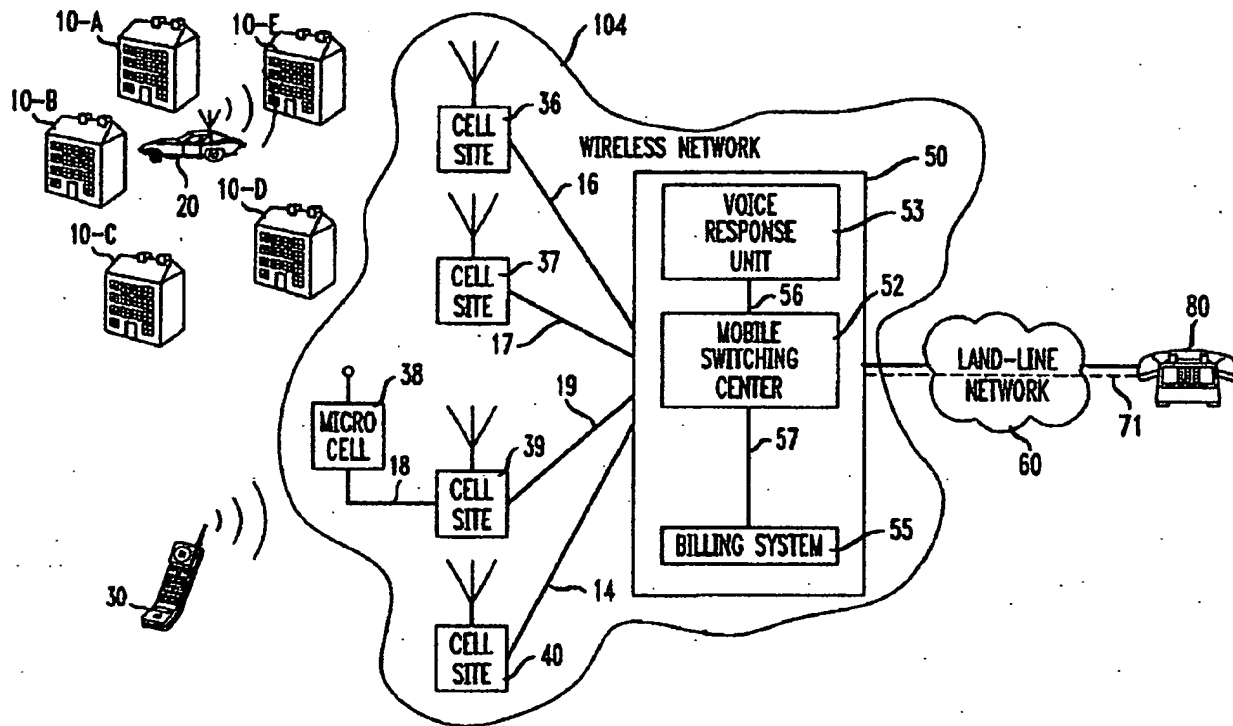 10-A
10-E
10-B
20
10-D
10-C
30
104
CELL
SITE
36
WIRELESS NETWORK
16
50
VOICE
RESPONSE
UNIT
53
CELL
SITE
37
17
56
52
MOBILE
SWITCHING
CENTER
80
LAND-LINE
NETWORK
71
60
38
MICRO
CELL
19
39
18
CELL
SITE
57
BILLING SYSTEM
55
14
CELL
SITE
40